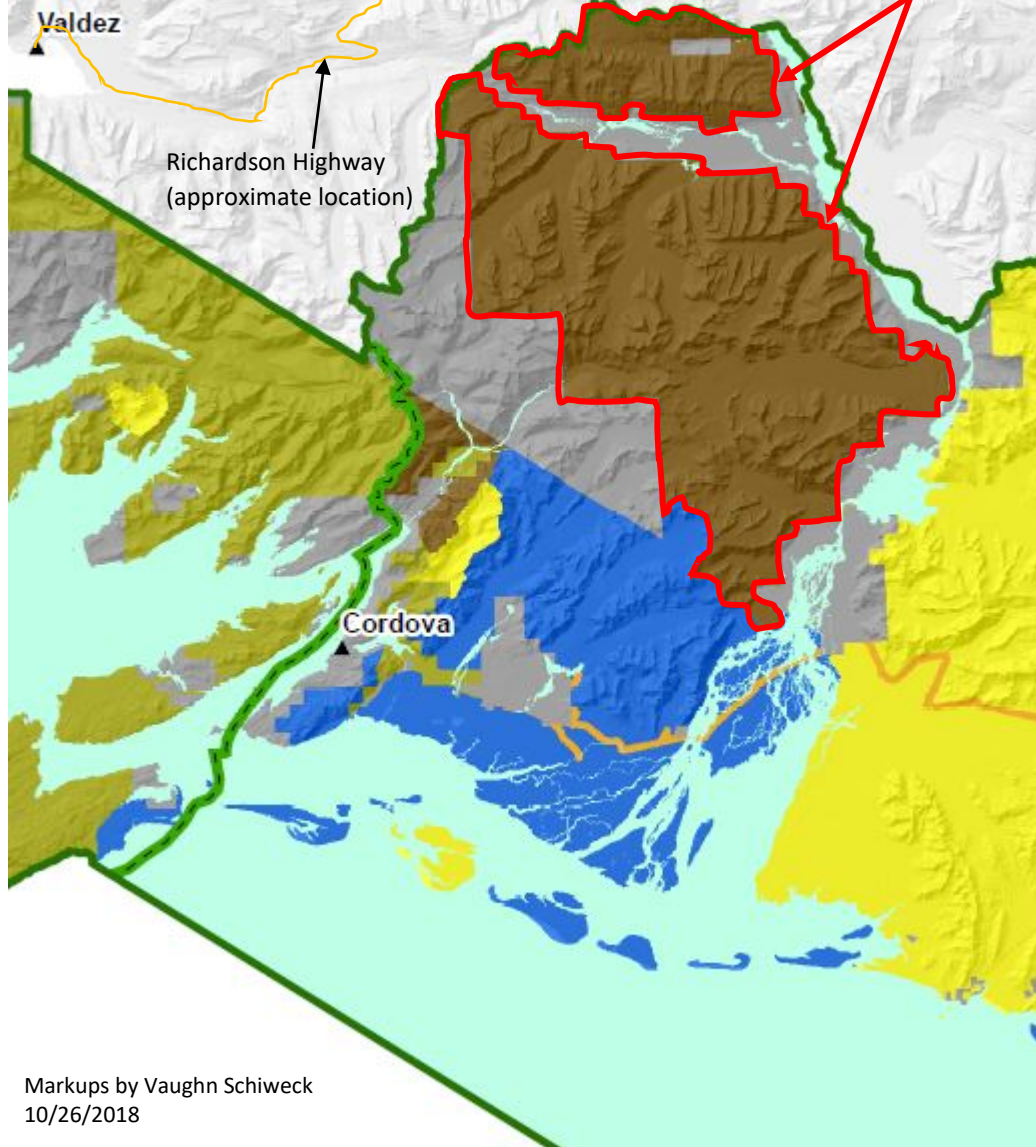 Valdez
Richardson Highway
(approximate location)
Cordova
Markups by Vaughn Schiweck
10/26/2018